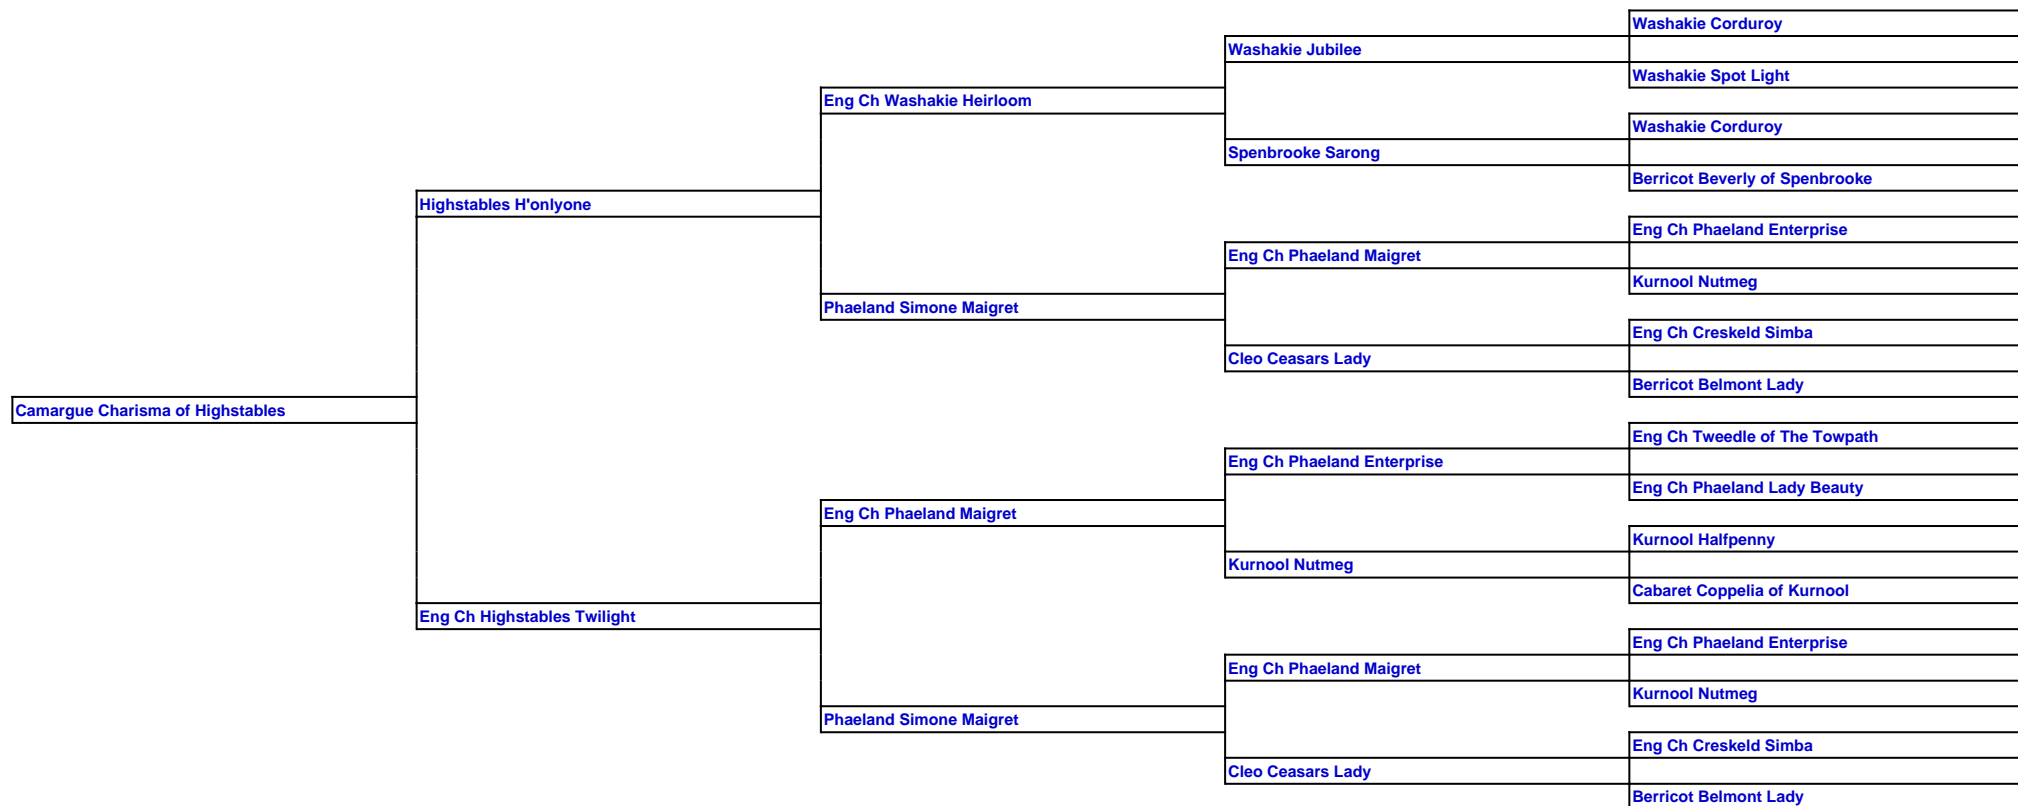 Washakie Corduroy
Washakie Jubilee
Washakie Spot Light
Eng Ch Washakie Heirloom
Washakie Corduroy
Spenbrooke Sarong
Berricot Beverly of Spenbrooke
Highstables H'onlyone
Eng Ch Phaeland Enterprise
Eng Ch Phaeland Maigret
Kurnool Nutmeg
Phaeland Simone Maigret
Eng Ch Creskeld Simba
Cleo Ceasars Lady
Berricot Belmont Lady
Camargue Charisma of Highstables
Eng Ch Tweedle of The Towpath
Eng Ch Phaeland Enterprise
Eng Ch Phaeland Lady Beauty
Eng Ch Phaeland Maigret
Kurnool Halfpenny
Kurnool Nutmeg
Cabaret Coppelia of Kurnool
Eng Ch Highstables Twilight
Eng Ch Phaeland Enterprise
Eng Ch Phaeland Maigret
Kurnool Nutmeg
Phaeland Simone Maigret
Eng Ch Creskeld Simba
Cleo Ceasars Lady
Berricot Belmont Lady